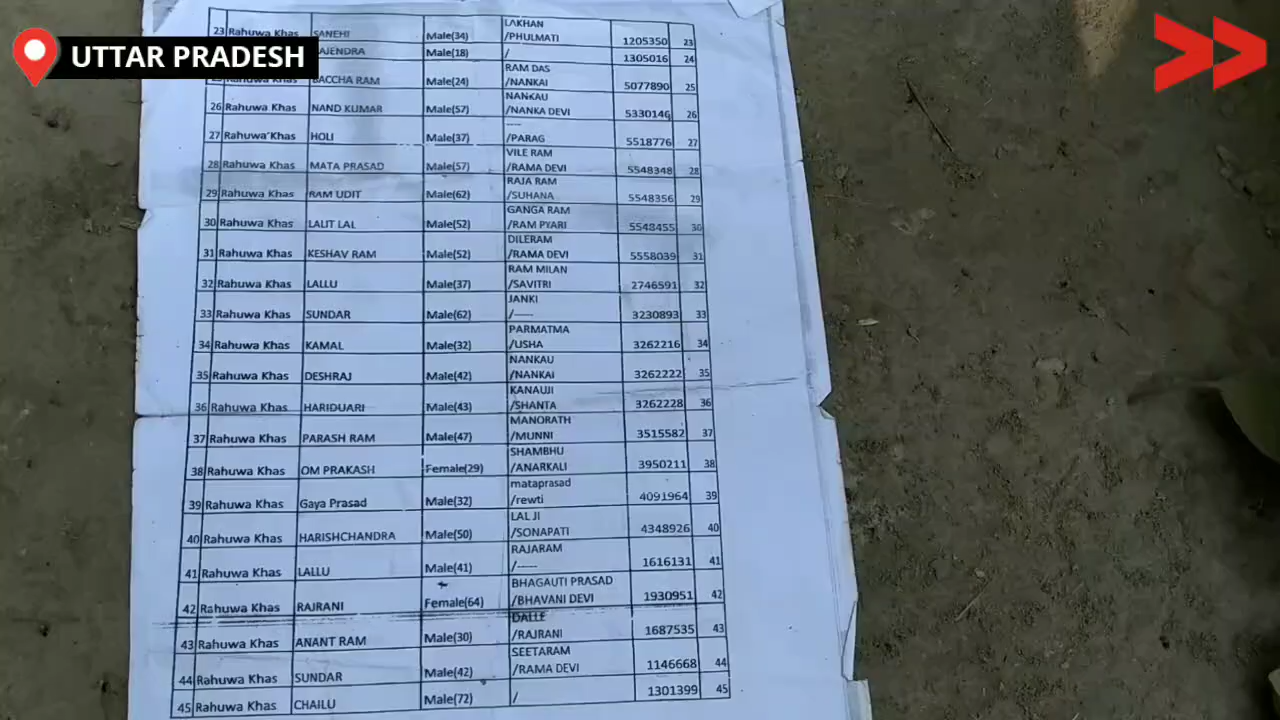 UTTAR PRADESH
LAKHAN
23 Rahuwa Khas SANEHI Male(34) /PHULMATI 1205350 23
Male(18) / 1305016 24
RAM DAS
Rahuwa Khas BACCHA RAM Male(24) /NANKAI 5077890 25
NANKAU
26 Rahuwa Khas NAND KUMAR Male(57) /NANKA DEVI 5330146 26
----
27 Rahuwa Khas HOLI Male(37) /PARAG 5518776 27
VILE RAM
28 Rahuwa Khas MATA PRASAD Male(57) /RAMA DEVI 5548348 28
RAJA RAM
29 Rahuwa Khas RAM UDIT Male(62) /SUHANA 5548356 29
GANGA RAM
30 Rahuwa Khas LALIT LAL Male(52) /RAM PYARI 5548455 30
DILERAM
31 Rahuwa Khas KESHAV RAM Male(52) /RAMA DEVI 5558039 31
RAM MILAN
32 Rahuwa Khas LALLU Male(37) /SAVITRI 2746591 32
JANKI
33 Rahuwa Khas SUNDAR Male(62) /----- 3230893 33
PARMATMA
34 Rahuwa Khas KAMAL Male(32) /USHA 3262216 34
NANKAU
35 Rahuwa Khas DESHRAJ Male(42) /NANKAI 3262222 35
KANAUJI
36 Rahuwa Khas HARIDUARI Male(43) /SHANTA 3262228 36
MANORATH
37 Rahuwa Khas PARASH RAM Male(47) /MUNNI 3515582 37
SHAMBHU
38 Rahuwa Khas OM PRAKASH Female(29) /ANARKALI 3950211 38
mataprasad
39 Rahuwa Khas Gaya Prasad Male(32) /rewti 4091964 39
LAL JI
40 Rahuwa Khas HARISHCHANDRA Male(50) /SONAPATI 4348926 40
RAJARAM
41 Rahuwa Khas LALLU Male(41) /----- 1616131 41
BHAGAUTI PRASAD
42 Rahuwa Khas RAJRANI Female(64) /BHAVANI DEVI 1930951 42
DALLE
43 Rahuwa Khas ANANT RAM Male(30) /RAJRANI 1687535 43
SEETARAM
44 Rahuwa Khas SUNDAR Male(42) /RAMA DEVI 1146668 44
45 Rahuwa Khas CHAILU Male(72) / 1301399 45